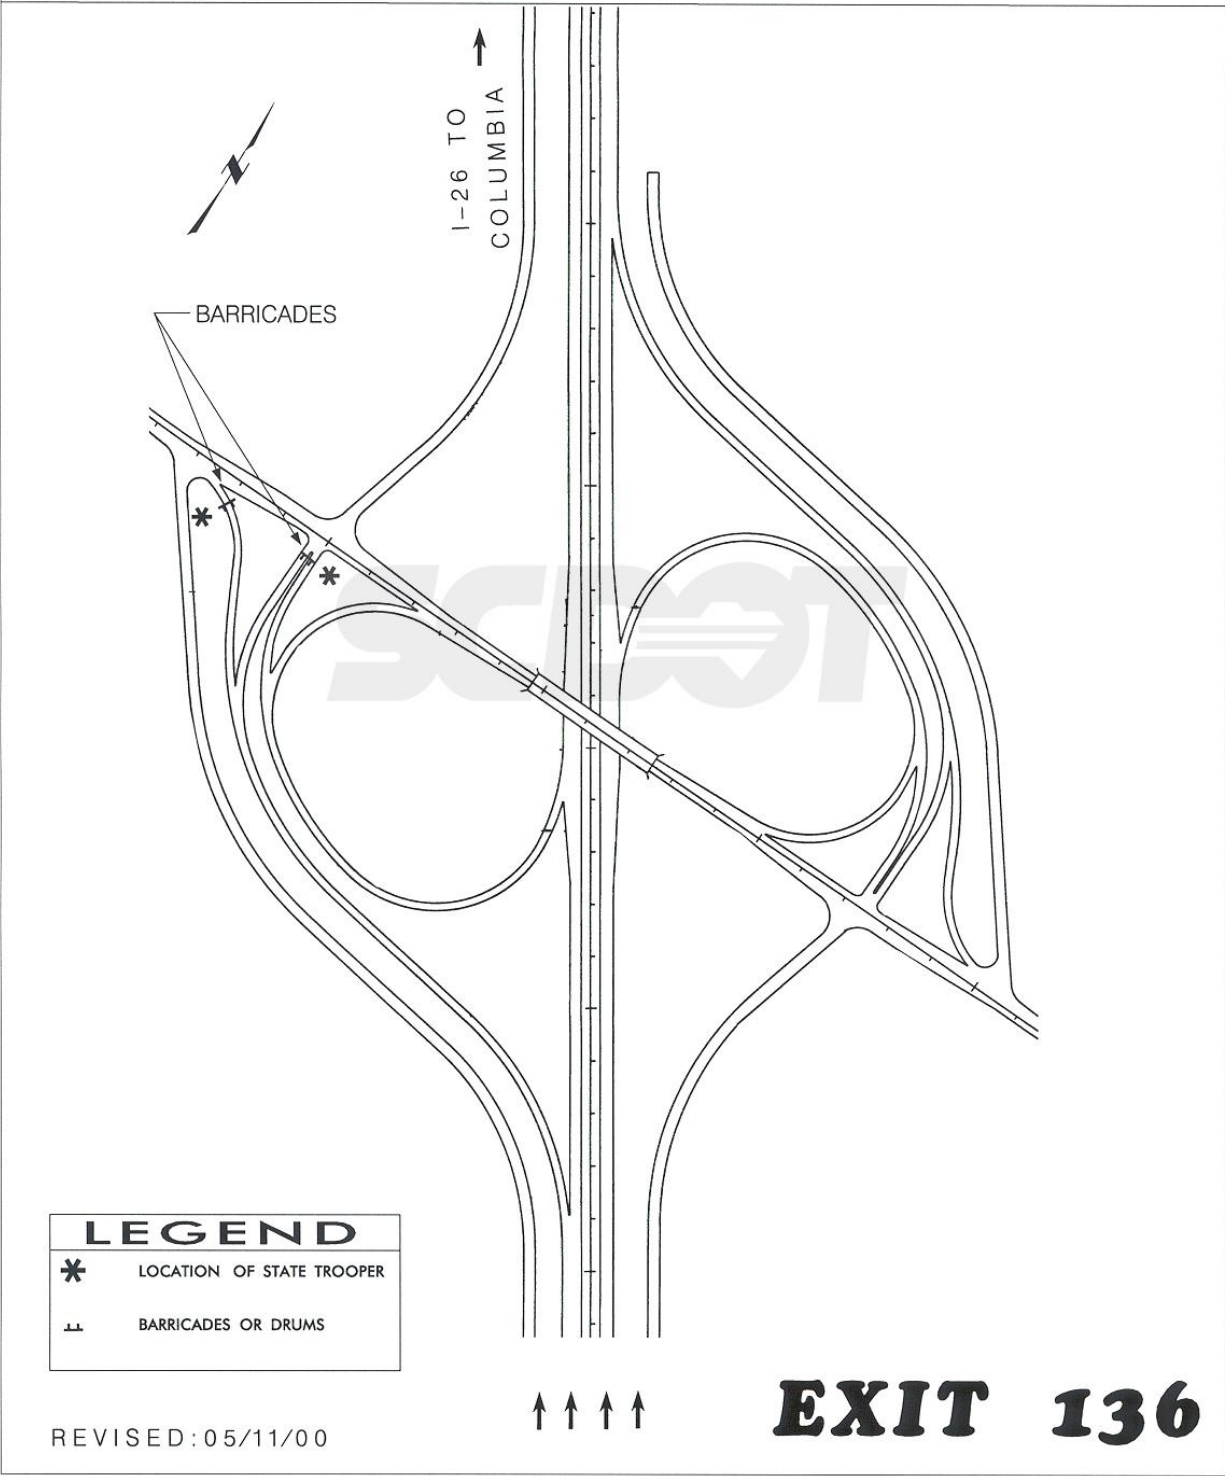 I-26 TO
COLUMBIA
N
BARRICADES
SCDOT
LEGEND
LOCATION OF STATE TROOPER
BARRICADES OR DRUMS
REVISED:05/11/00
EXIT 136